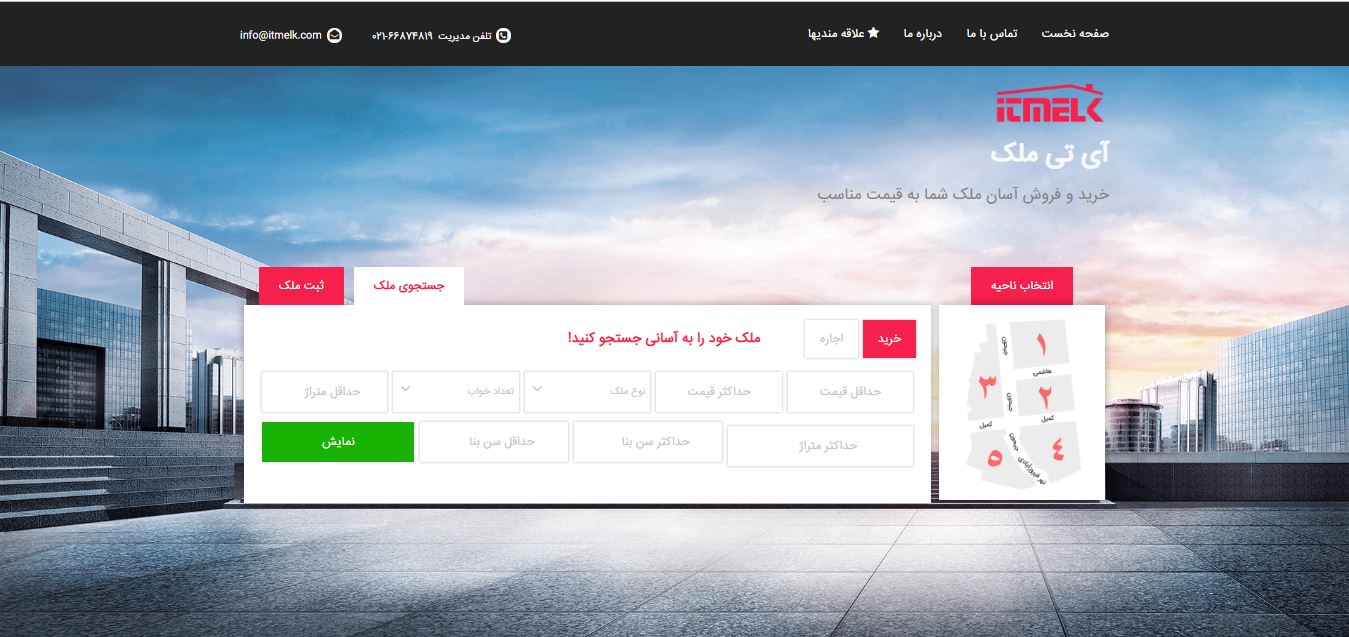 صفحه نخست
تماس با ما
درباره ما
علاقه مندیها
تلفن مدیریت ۰۲۱-۶۶۸۷۴۸۱۹
info@itmelk.com
iTMELK
آی تی ملک
خرید و فروش آسان ملک شما به قیمت مناسب
انتخاب ناحیه
جستجوی ملک
ثبت ملک
خرید
اجاره
ملک خود را به آسانی جستجو کنید!
حداقل قیمت
حداکثر قیمت
نوع ملک
تعداد خواب
حداقل متراژ
حداکثر متراژ
حداکثر سن بنا
حداقل سن بنا
نمایش
۱
جیحون
هاشمی
۲
۳
جیحون
کمیل
کمیل
۴
جیحون
نهر فیروزآبادی
۵